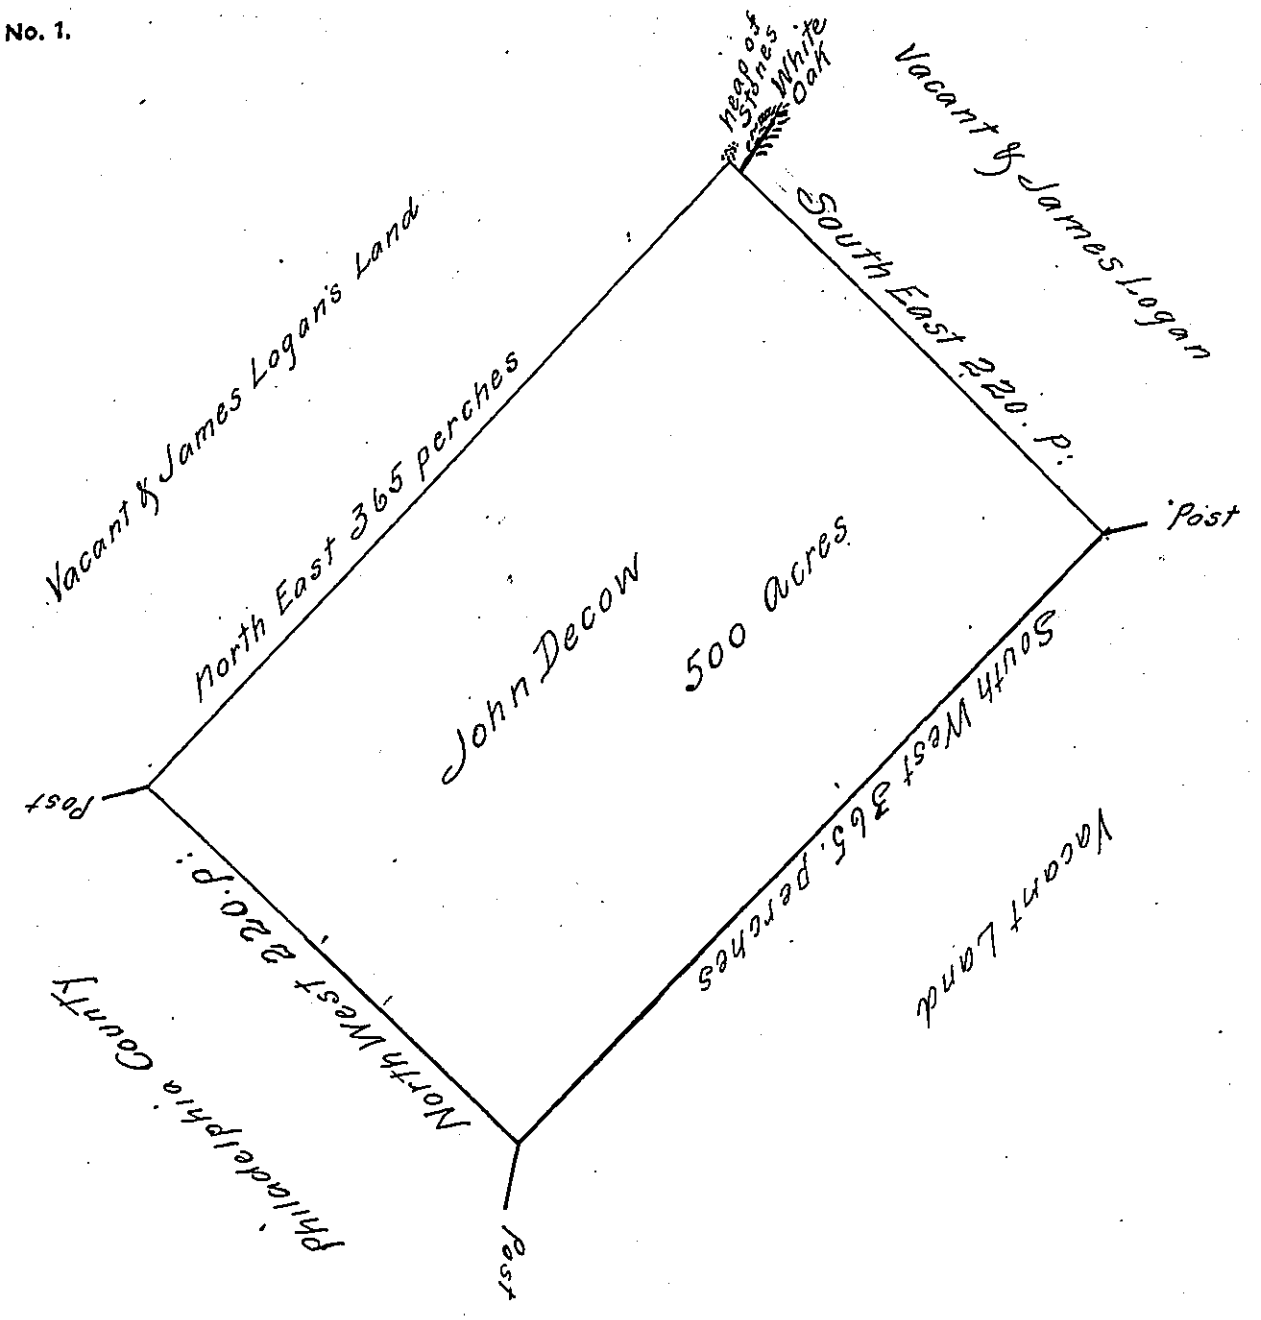 No. 1.
heap of
Stones
White
Oak
Vacant & James Logan
Vacant & James Logan's Land
South East 220. P:
North East 365 perches
Post
John Decow
500 acres
South West 365. perches
Post
North West 220. P:
Vacant Land
Philadelphia County
Post